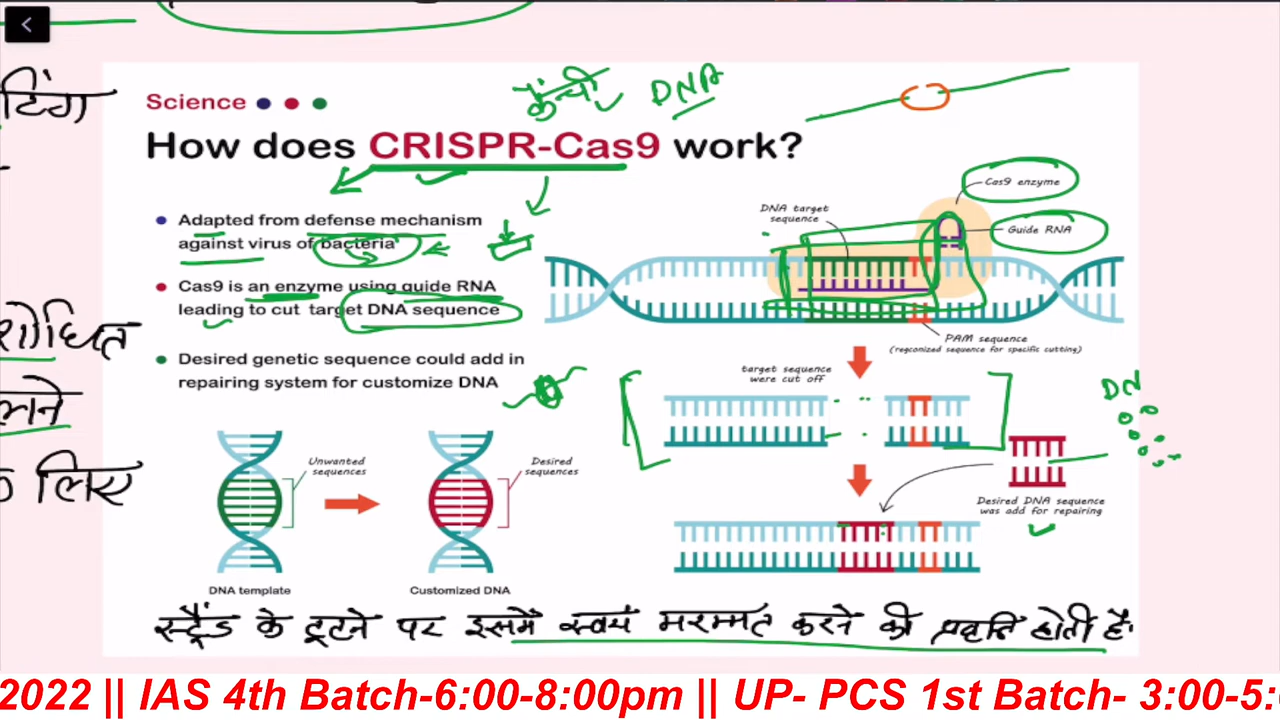 टिंग
कैंची DNA
Science
How does CRISPR-Cas9 work?
Adapted from defense mechanism
against virus of bacteria
Cas9 is an enzyme using guide RNA
leading to cut target DNA sequence
Desired genetic sequence could add in
repairing system for customize DNA
Cas9 enzyme
Guide RNA
DNA target
sequence
PAM sequence
(regconized sequence for specific cutting)
target sequence
were cut off
DN
Desired DNA sequence
was add for repairing
Unwanted
sequences
Desired
sequences
DNA template
Customized DNA
शोधित
लने
के लिए
स्ट्रैंड के टूटने पर इसमें स्वयं मरम्मत करने की प्रवृति होती है।
2022 || IAS 4th Batch-6:00-8:00pm || UP- PCS 1st Batch- 3:00-5:0